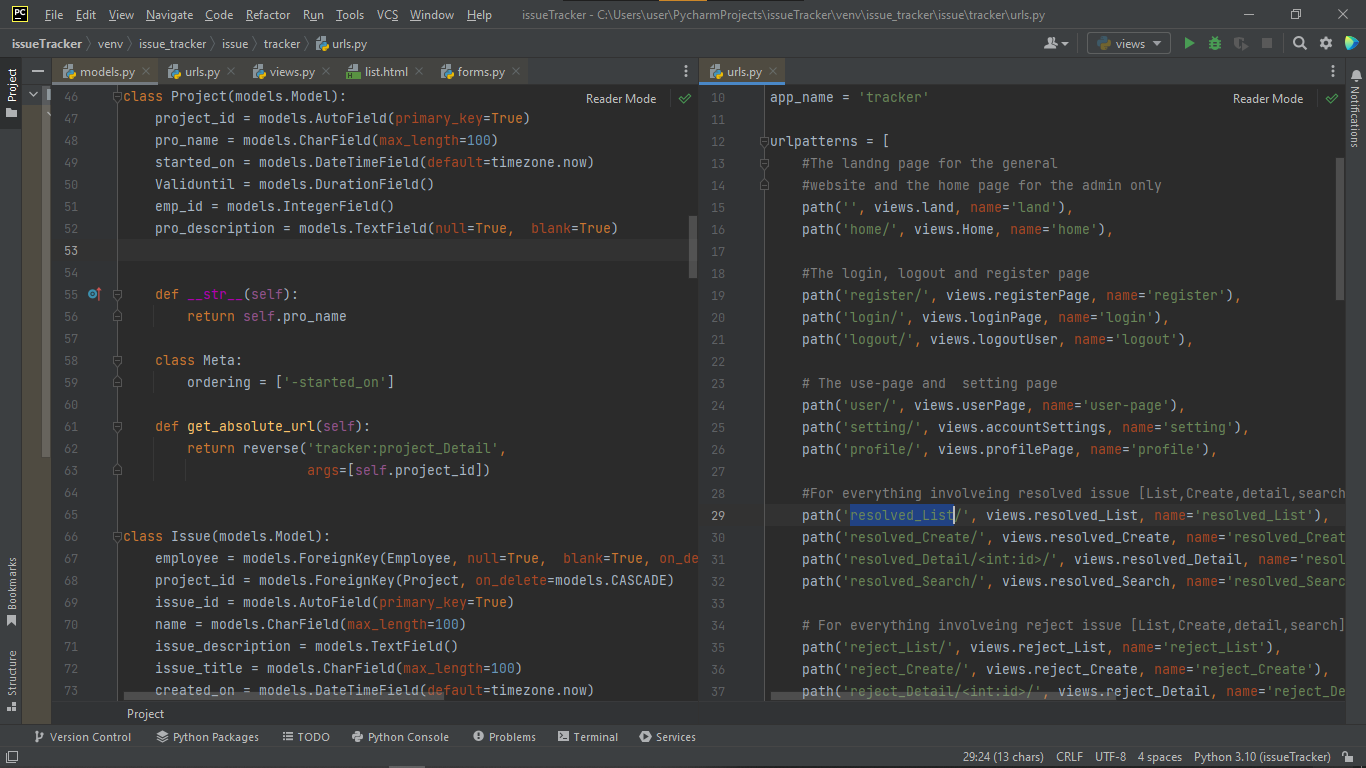 File Edit View Navigate Code Refactor Run Tools VCS Window Help issueTracker - C:\Users\user\PycharmProjects\issueTracker\venv\issue_tracker\issue\tracker\urls.py
issueTracker venv issue_tracker issue tracker urls.py views
models.py urls.py views.py list.html forms.py
urls.py
Project
Bookmarks
Structure
Reader Mode
46 class Project(models.Model):
47 project_id = models.AutoField(primary_key=True)
48 pro_name = models.CharField(max_length=100)
49 started_on = models.DateTimeField(default=timezone.now)
50 Validuntil = models.DurationField()
51 emp_id = models.IntegerField()
52 pro_description = models.TextField(null=True,  blank=True)
53
54
55 def __str__(self):
56 return self.pro_name
57
58 class Meta:
59 ordering = ['-started_on']
60
61 def get_absolute_url(self):
62 return reverse('tracker:project_Detail',
63 args=[self.project_id])
64
65
66 class Issue(models.Model):
67 employee = models.ForeignKey(Employee, null=True,  blank=True, on_de
68 project_id = models.ForeignKey(Project, on_delete=models.CASCADE)
69 issue_id = models.AutoField(primary_key=True)
70 name = models.CharField(max_length=100)
71 issue_description = models.TextField()
72 issue_title = models.CharField(max_length=100)
73 created_on = models.DateTimeField(default=timezone.now)
Project
Reader Mode
10 app_name = 'tracker'
11
12 urlpatterns = [
13 #The landng page for the general
14 #website and the home page for the admin only
15 path('', views.land, name='land'),
16 path('home/', views.Home, name='home'),
17
18 #The login, logout and register page
19 path('register/', views.registerPage, name='register'),
20 path('login/', views.loginPage, name='login'),
21 path('logout/', views.logoutUser, name='logout'),
22
23 # The use-page and  setting page
24 path('user/', views.userPage, name='user-page'),
25 path('setting/', views.accountSettings, name='setting'),
26 path('profile/', views.profilePage, name='profile'),
27
28 #For everything involveing resolved issue [List,Create,detail,search
29 path('resolved_List/', views.resolved_List, name='resolved_List'),
30 path('resolved_Create/', views.resolved_Create, name='resolved_Creat
31 path('resolved_Detail/<int:id>/', views.resolved_Detail, name='resol
32 path('resolved_Search/', views.resolved_Search, name='resolved_Searc
33
34 # For everything involveing reject issue [List,Create,detail,search]
35 path('reject_List/', views.reject_List, name='reject_List'),
36 path('reject_Create/', views.reject_Create, name='reject_Create'),
37 path('reject_Detail/<int:id>/', views.reject_Detail, name='reject_De
Notifications
Version Control Python Packages TODO Python Console Problems Terminal Services
29:24 (13 chars) CRLF UTF-8 4 spaces Python 3.10 (issueTracker)